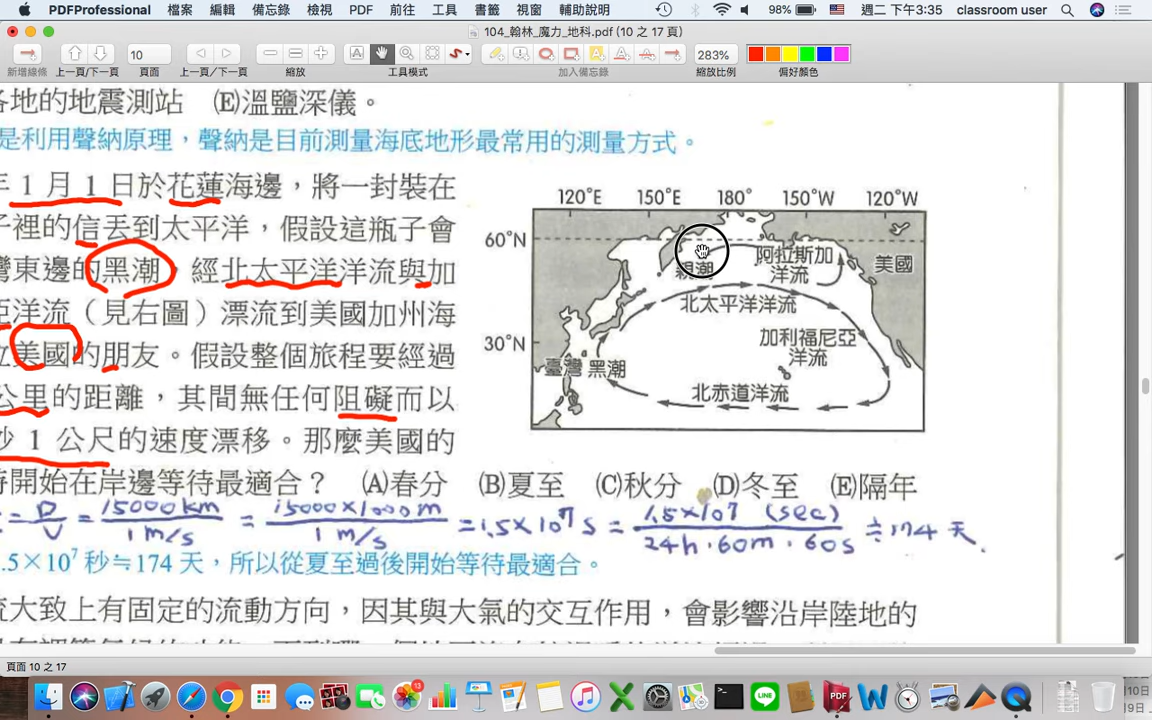 PDFProfessional 檔案 編輯 備忘錄 檢視 PDF 前往 工具 書籤 視窗 輔助說明 98% 週二 下午3:35 classroom user
104_翰林_魔力_地科.pdf (10 之 17 頁)
10 283%
新增線條 上一頁/下一頁 頁面 上一頁/下一頁 縮放 工具模式 加入備忘錄 縮放比例 偏好顏色
各地的地震測站 (E)溫鹽深儀。
是利用聲納原理,聲納是目前測量海底地形最常用的測量方式。
年 1 月 1 日於花蓮海邊,將一封裝在
子裡的信丟到太平洋,假設這瓶子會
灣東邊的黑潮,經北太平洋洋流與加
亞洋流(見右圖)漂流到美國加州海
位美國的朋友。假設整個旅程要經過
公里的距離,其間無任何阻礙而以
秒 1 公尺的速度漂移。那麼美國的
時開始在岸邊等待最適合? (A)春分 (B)夏至 (C)秋分 (D)冬至 (E)隔年
120°E 150°E 180° 150°W 120°W
60°N
30°N
親潮
阿拉斯加
洋流
美國
北太平洋洋流
加利福尼亞
洋流
臺灣 黑潮
北赤道洋流
= D/V = 15000km / 1 m/s = 15000×1000 m / 1 m/s = 1.5×10⁷ s = 1.5×10⁷ (sec) / 24h·60m·60s ≒174 天.
.5×10⁷ 秒≒174 天,所以從夏至過後開始等待最適合。
流大致上有固定的流動方向,因其與大氣的交互作用,會影響沿岸陸地的
頁面 10 之 17